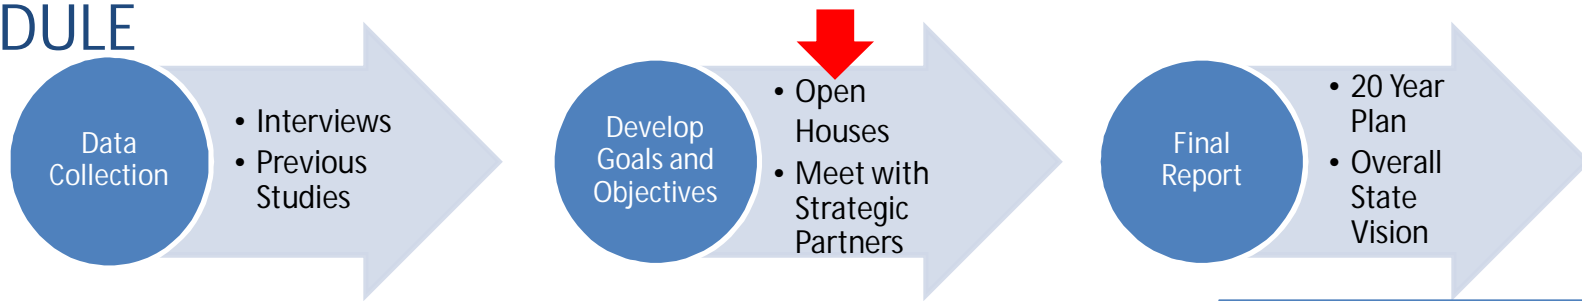 DULE
Data
Collection
• Interviews
• Previous
Studies
Develop
Goals and
Objectives
• Open
Houses
• Meet with
Strategic
Partners
Final
Report
• 20 Year
Plan
• Overall
State
Vision